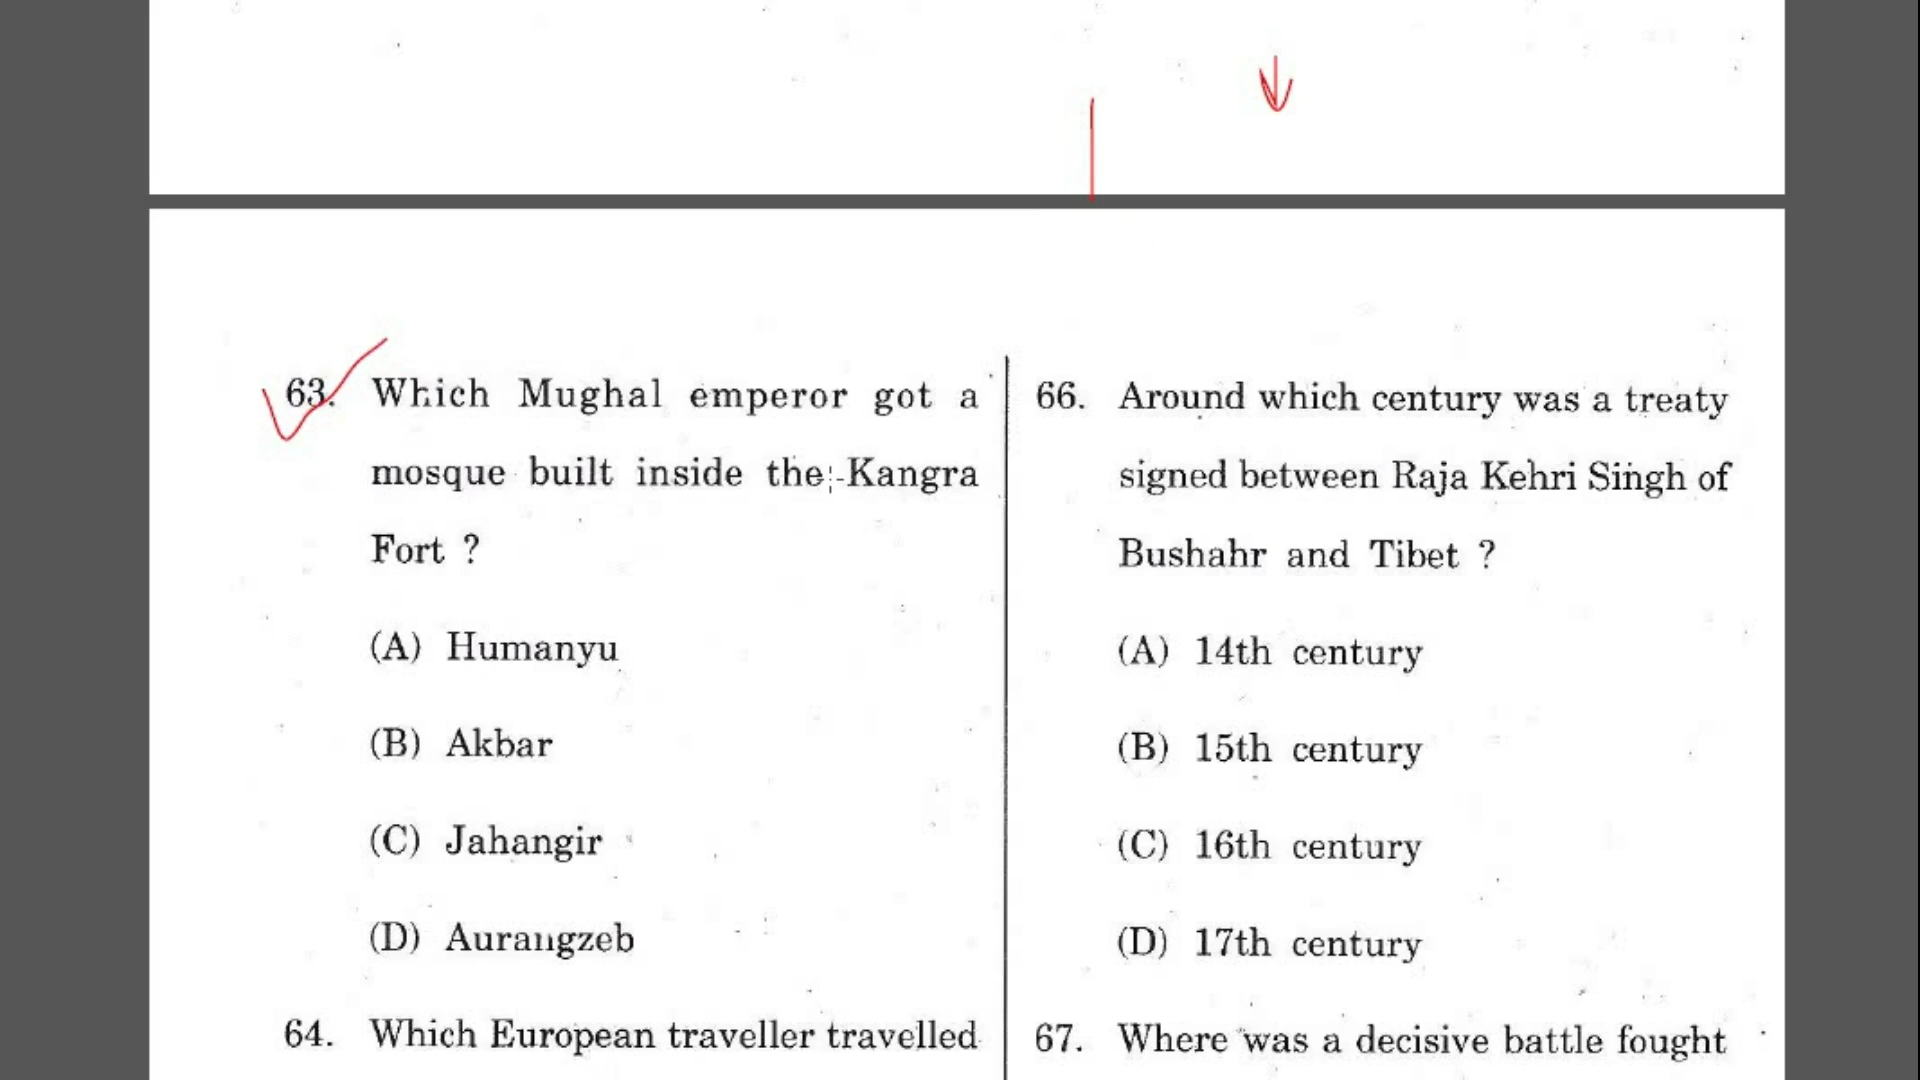 63. Which Mughal emperor got a
mosque built inside the Kangra
Fort ?
(A) Humanyu
(B) Akbar
(C) Jahangir
(D) Aurangzeb
64. Which European traveller travelled
66. Around which century was a treaty
signed between Raja Kehri Singh of
Bushahr and Tibet ?
(A) 14th century
(B) 15th century
(C) 16th century
(D) 17th century
67. Where was a decisive battle fought